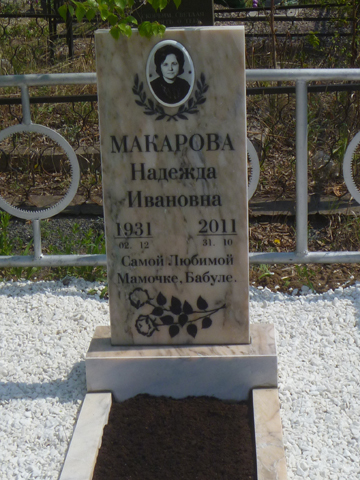 МАКАРОВА
Надежда
Ивановна
1931 2011
02. 12 31. 10
Самой Любимой
Мамочке, Бабуле.